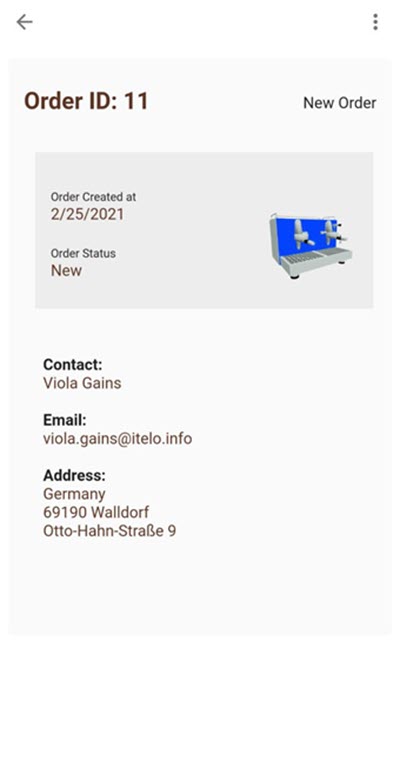 Order ID: 11
New Order
Order Created at
2/25/2021
Order Status
New
Contact:
Viola Gains
Email:
viola.gains@itelo.info
Address:
Germany
69190 Walldorf
Otto-Hahn-Straße 9